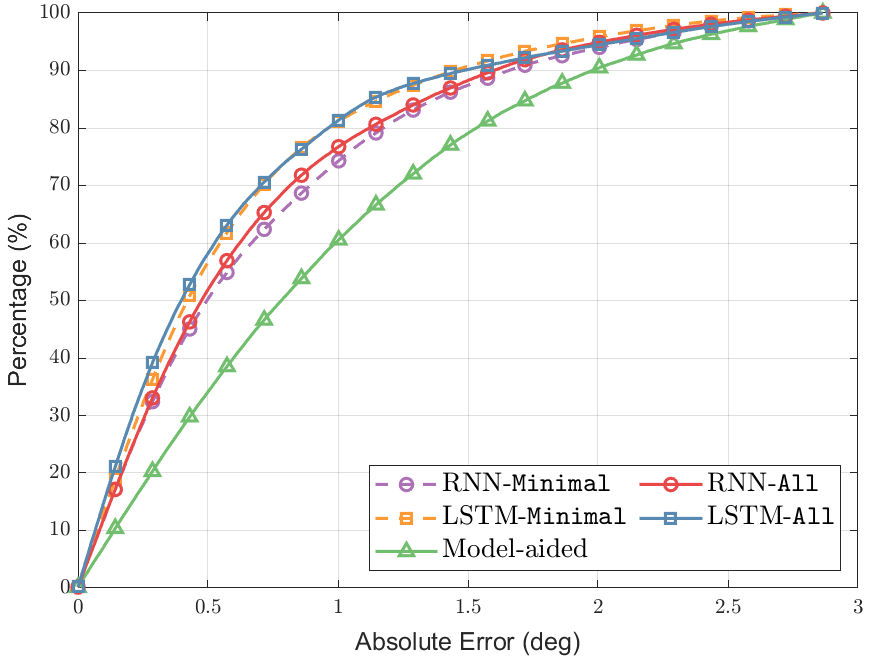 100
90
80
70
60
50
40
30
20
10
0
Percentage (%)
RNN-Minimal RNN-All
LSTM-Minimal LSTM-All
Model-aided
0 0.5 1 1.5 2 2.5 3
Absolute Error (deg)